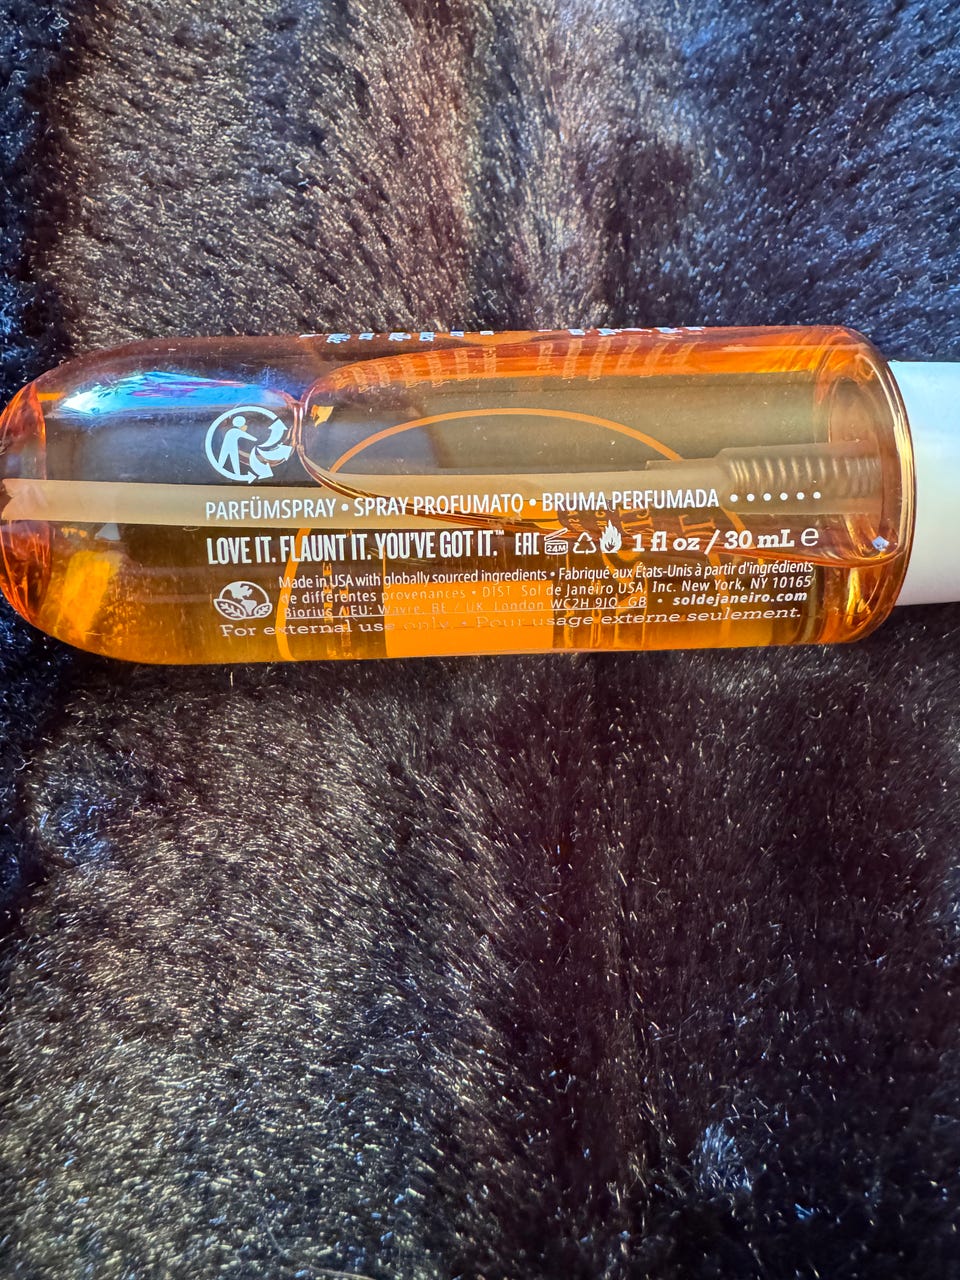 PARFÜMSPRAY • SPRAY PROFUMATO • BRUMA PERFUMADA • • • • • •
LOVE IT. FLAUNT IT. YOU'VE GOT IT.™ EAC 24M 1 fl oz / 30 mL ℮
Made in USA with globally sourced ingredients • Fabriqué aux États-Unis à partir d'ingrédients
de différentes provenances • DIST Sol de Janeiro USA, Inc. New York, NY 10165
Biorius / EU: Wavre, BE / UK, London WC2H 9JQ, GB • soldejaneiro.com
For external use only. • Pour usage externe seulement.